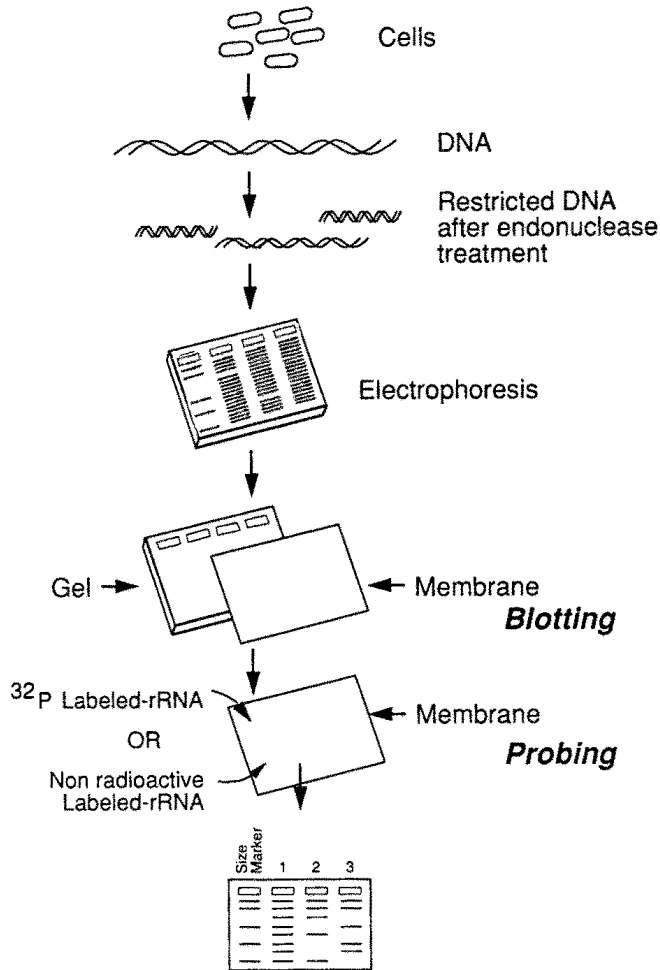 Cells
DNA
Restricted DNA
after endonuclease
treatment
Electrophoresis
Gel
Membrane
Blotting
32P Labeled-rRNA
OR
Non radioactive
Labeled-rRNA
Membrane
Probing
Size
Marker
1 2 3